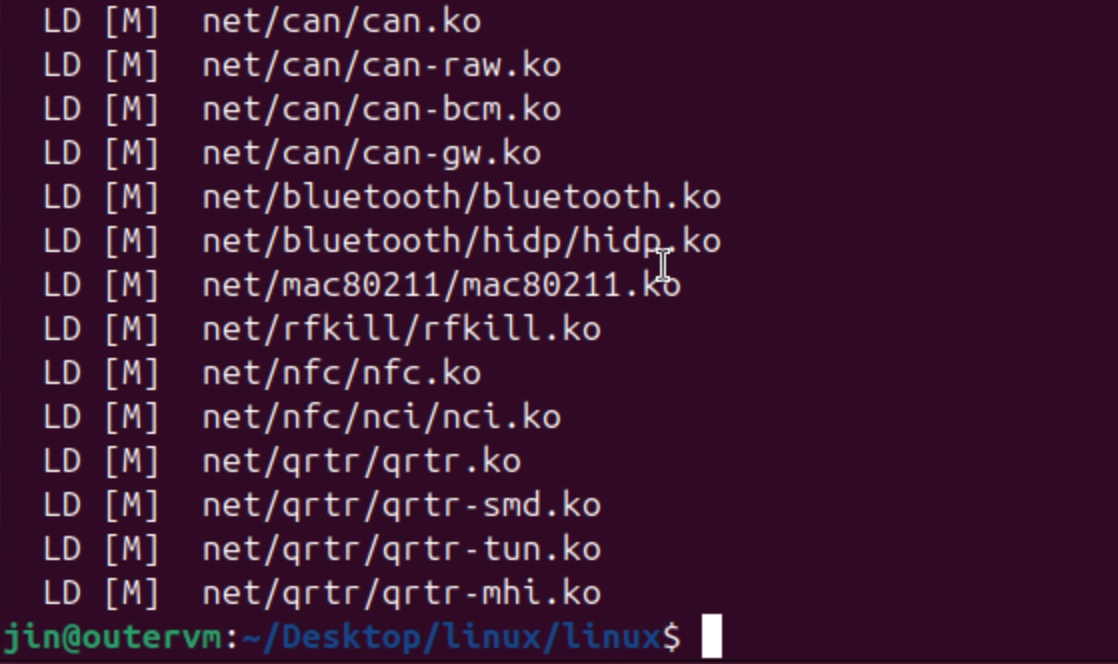 LD [M]  net/can/can.ko
LD [M]  net/can/can-raw.ko
LD [M]  net/can/can-bcm.ko
LD [M]  net/can/can-gw.ko
LD [M]  net/bluetooth/bluetooth.ko
LD [M]  net/bluetooth/hidp/hidp.ko
LD [M]  net/mac80211/mac80211.ko
LD [M]  net/rfkill/rfkill.ko
LD [M]  net/nfc/nfc.ko
LD [M]  net/nfc/nci/nci.ko
LD [M]  net/qrtr/qrtr.ko
LD [M]  net/qrtr/qrtr-smd.ko
LD [M]  net/qrtr/qrtr-tun.ko
LD [M]  net/qrtr/qrtr-mhi.ko
jin@outervm:~/Desktop/linux/linux$